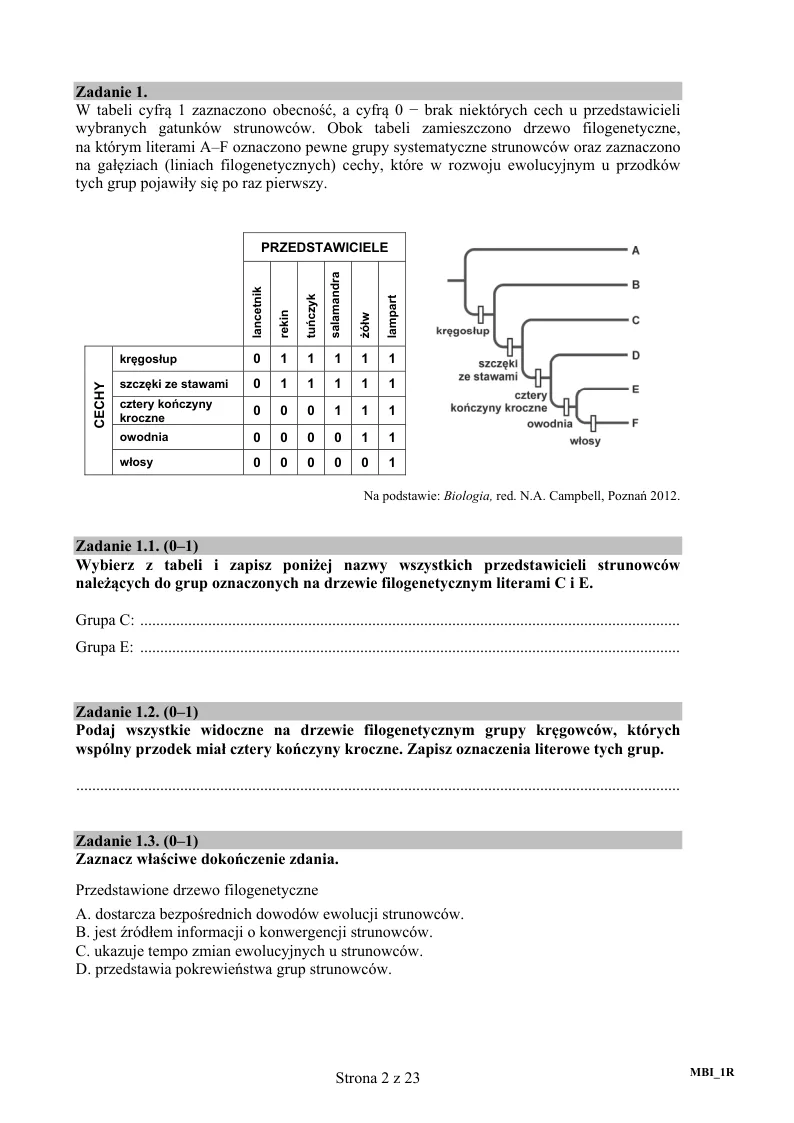 Zadanie 1.
W tabeli cyfrą 1 zaznaczono obecność, a cyfrą 0 − brak niektórych cech u przedstawicieli
wybranych gatunków strunowców. Obok tabeli zamieszczono drzewo filogenetyczne,
na którym literami A–F oznaczono pewne grupy systematyczne strunowców oraz zaznaczono
na gałęziach (liniach filogenetycznych) cechy, które w rozwoju ewolucyjnym u przodków
tych grup pojawiły się po raz pierwszy.
PRZEDSTAWICIELE
lancetnik
rekin
tuńczyk
salamandra
żółw
lampart
CECHY
kręgosłup 0 1 1 1 1 1
szczęki ze stawami 0 1 1 1 1 1
cztery kończyny
kroczne 0 0 0 1 1 1
owodnia 0 0 0 0 1 1
włosy 0 0 0 0 0 1
A
B
kręgosłup
C
szczęki
ze stawami
D
cztery
kończyny kroczne
E
owodnia
F
włosy
Na podstawie: Biologia, red. N.A. Campbell, Poznań 2012.
Zadanie 1.1. (0–1)
Wybierz z tabeli i zapisz poniżej nazwy wszystkich przedstawicieli strunowców
należących do grup oznaczonych na drzewie filogenetycznym literami C i E.
Grupa C: .......................................................................................................................................
Grupa E: .......................................................................................................................................
Zadanie 1.2. (0–1)
Podaj wszystkie widoczne na drzewie filogenetycznym grupy kręgowców, których
wspólny przodek miał cztery kończyny kroczne. Zapisz oznaczenia literowe tych grup.
.......................................................................................................................................................
Zadanie 1.3. (0–1)
Zaznacz właściwe dokończenie zdania.
Przedstawione drzewo filogenetyczne
A. dostarcza bezpośrednich dowodów ewolucji strunowców.
B. jest źródłem informacji o konwergencji strunowców.
C. ukazuje tempo zmian ewolucyjnych u strunowców.
D. przedstawia pokrewieństwa grup strunowców.
Strona 2 z 23
MBI_1R